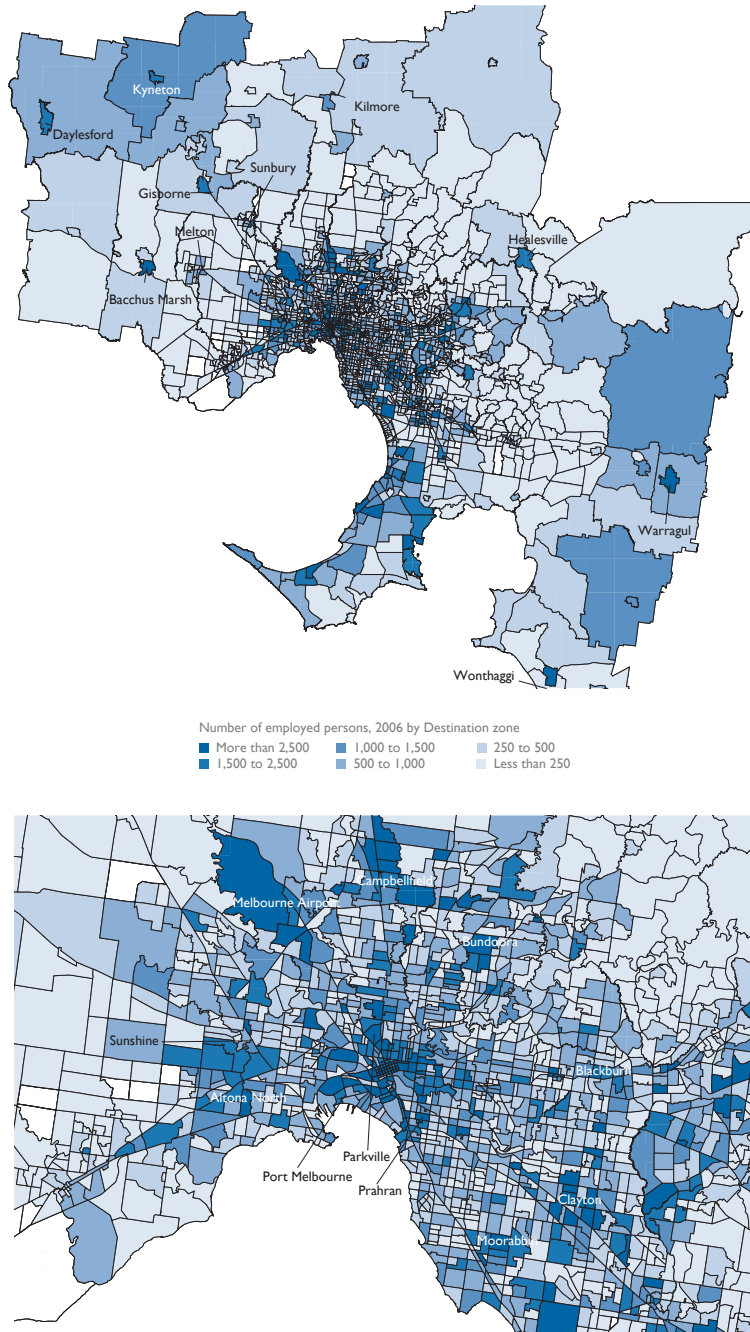 Kyneton
Kilmore
Daylesford
Sunbury
Gisborne
Melton
Healesville
Bacchus Marsh
Warragul
Wonthaggi
Number of employed persons, 2006 by Destination zone
More than 2,500
1,000 to 1,500
250 to 500
1,500 to 2,500
500 to 1,000
Less than 250
Campbellfield
Melbourne Airport
Bundoora
Sunshine
Blackburn
Altona North
Parkville
Port Melbourne
Prahran
Clayton
Moorabbin